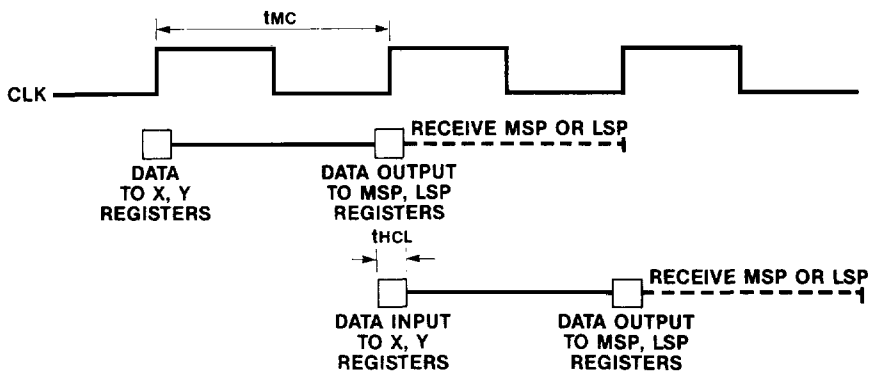 tMC
CLK
RECEIVE MSP OR LSP
DATA
TO X, Y
REGISTERS
DATA OUTPUT
TO MSP, LSP
REGISTERS
tHCL
RECEIVE MSP OR LSP
DATA INPUT
TO X, Y
REGISTERS
DATA OUTPUT
TO MSP, LSP
REGISTERS